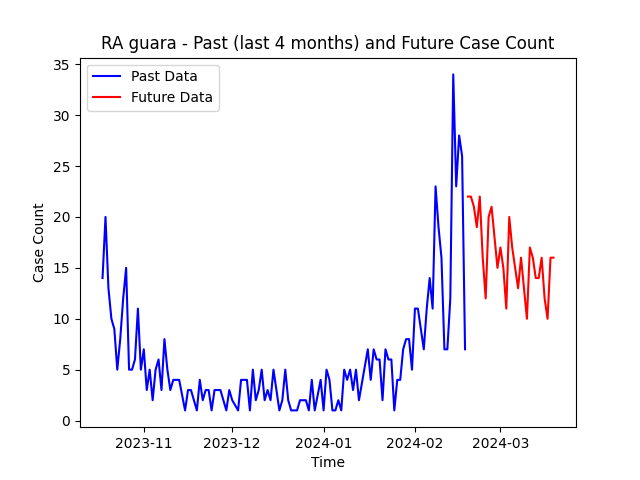 RA guara - Past (last 4 months) and Future Case Count
Past Data
Future Data
Case Count
35
30
25
20
15
10
5
0
2023-11
2023-12
2024-01
2024-02
2024-03
Time